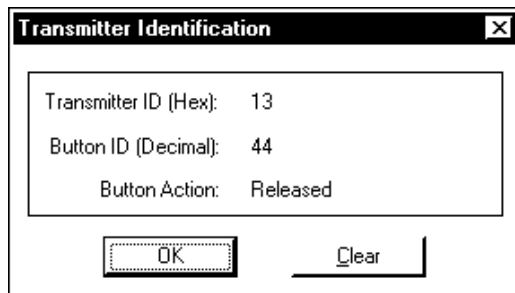 Transmitter Identification
Transmitter ID (Hex): 13
Button ID (Decimal): 44
Button Action: Released
OK Clear